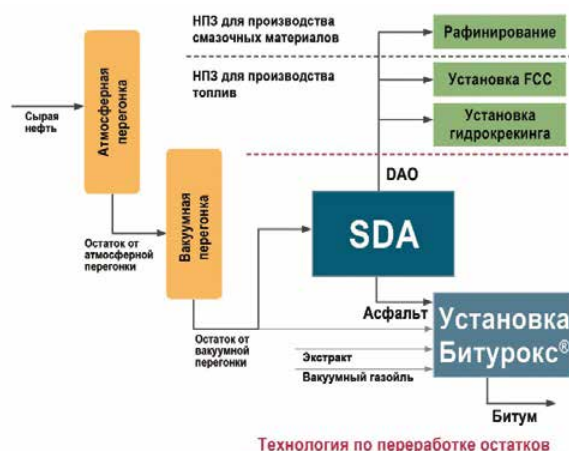 НПЗ для производства
смазочных материалов
Рафинирование
НПЗ для производства
топлив
Установка FCC
Установка
гидрокрекинга
Сырая
нефть
Атмосферная
перегонка
DAO
Вакуумная
перегонка
SDA
Остаток от
атмосферной
перегонки
Асфальт
Установка
Битурокс®
Остаток от
вакуумной
перегонки
Экстракт
Вакуумный газойль
Битум
Технология по переработке остатков